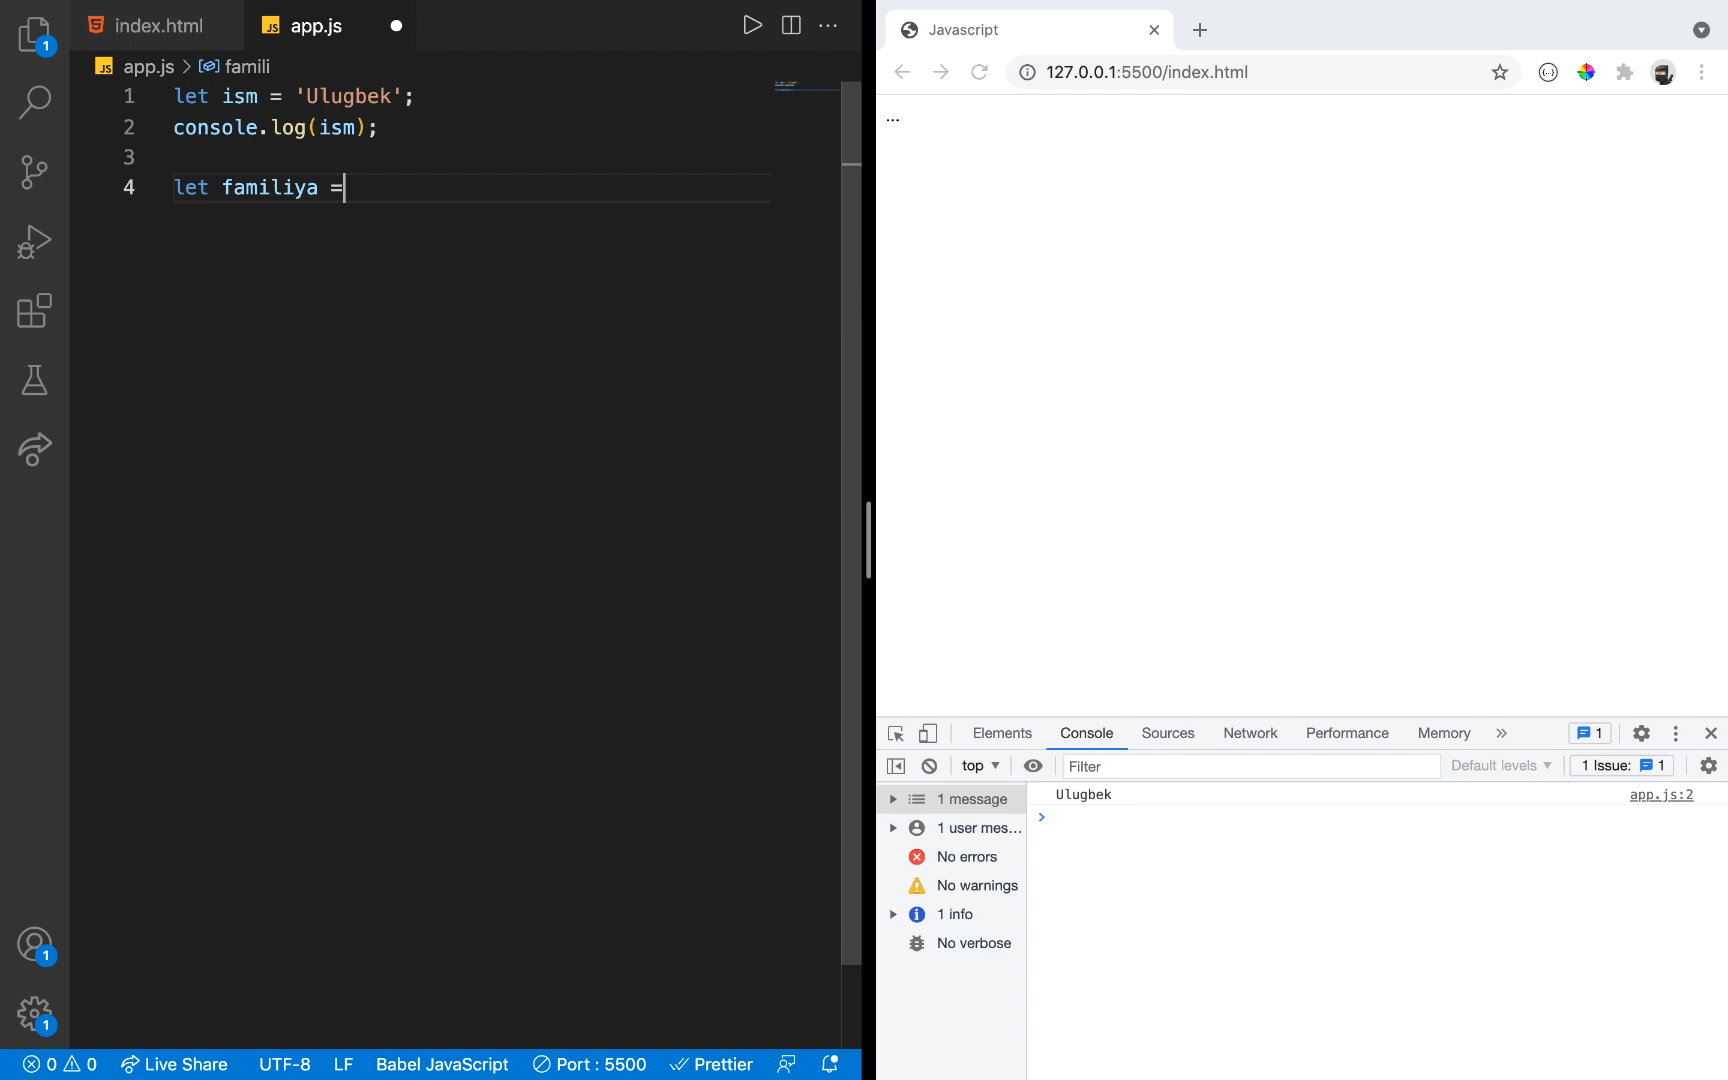 index.html
app.js
app.js > famili
1 let ism = 'Ulugbek';
2 console.log(ism);
3
4 let familiya =
1
1
1
0 0 Live Share UTF-8 LF Babel JavaScript Port : 5500 Prettier
Javascript
127.0.0.1:5500/index.html
...
Elements Console Sources Network Performance Memory » 1
top Filter Default levels 1 Issue: 1
1 message
1 user mes...
No errors
No warnings
1 info
No verbose
Ulugbek app.js:2
>